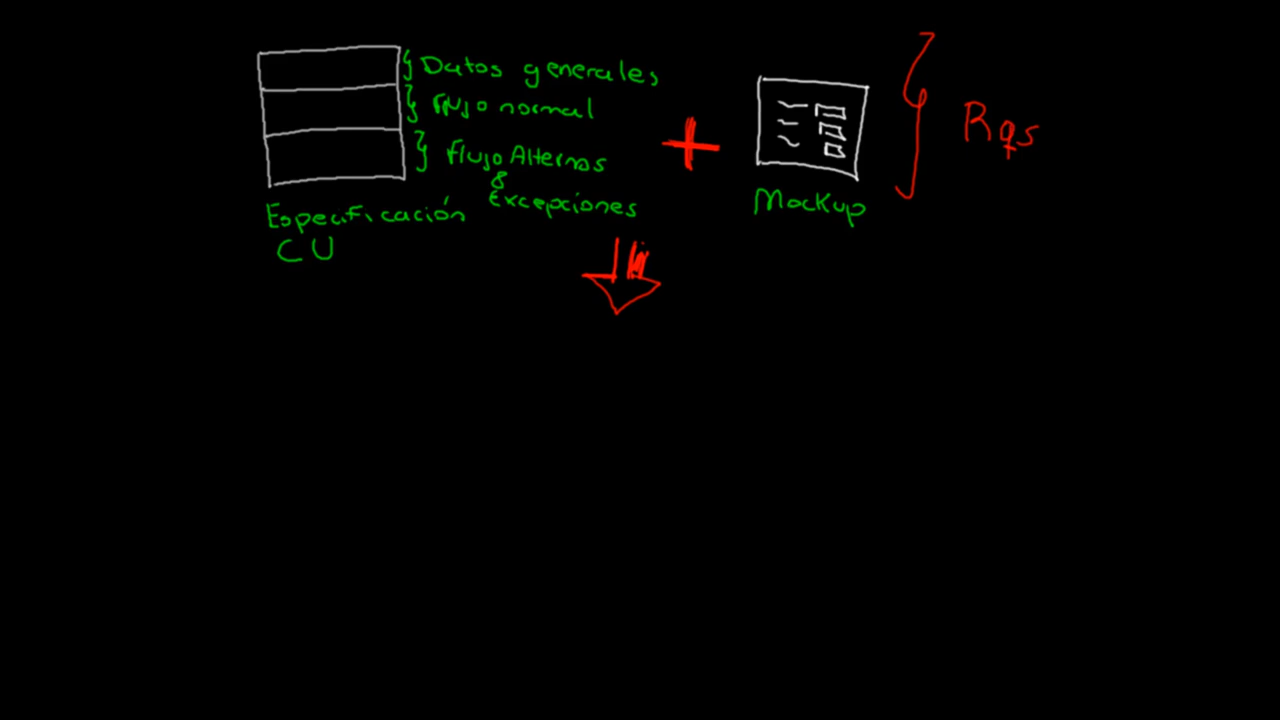 Datos generales
Flujo normal
Flujo Alternos
&
Excepciones
Especificación
CU
+
Mockup
Rqs